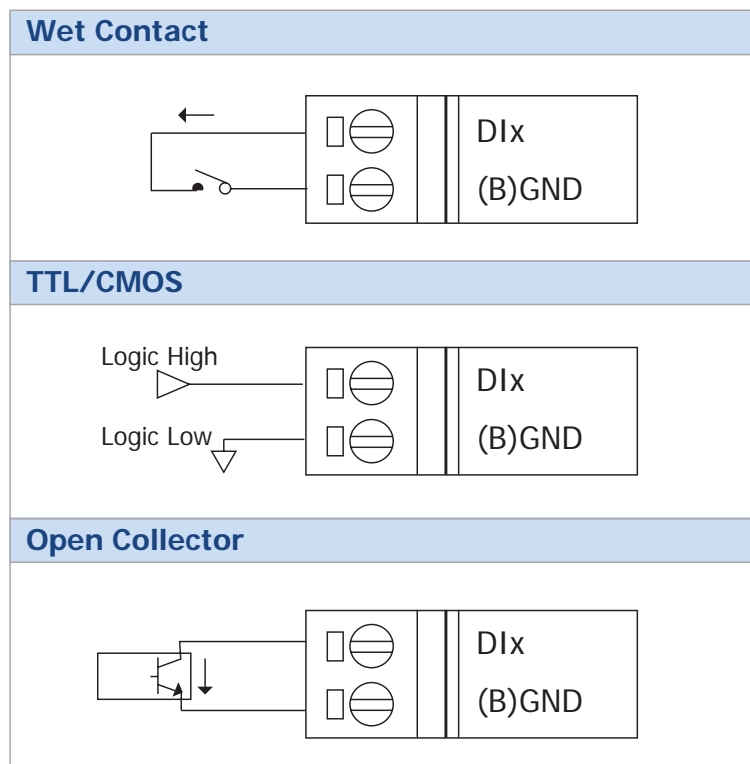 Wet Contact
DIx
(B)GND
TTL/CMOS
Logic High
DIx
Logic Low
(B)GND
Open Collector
DIx
(B)GND